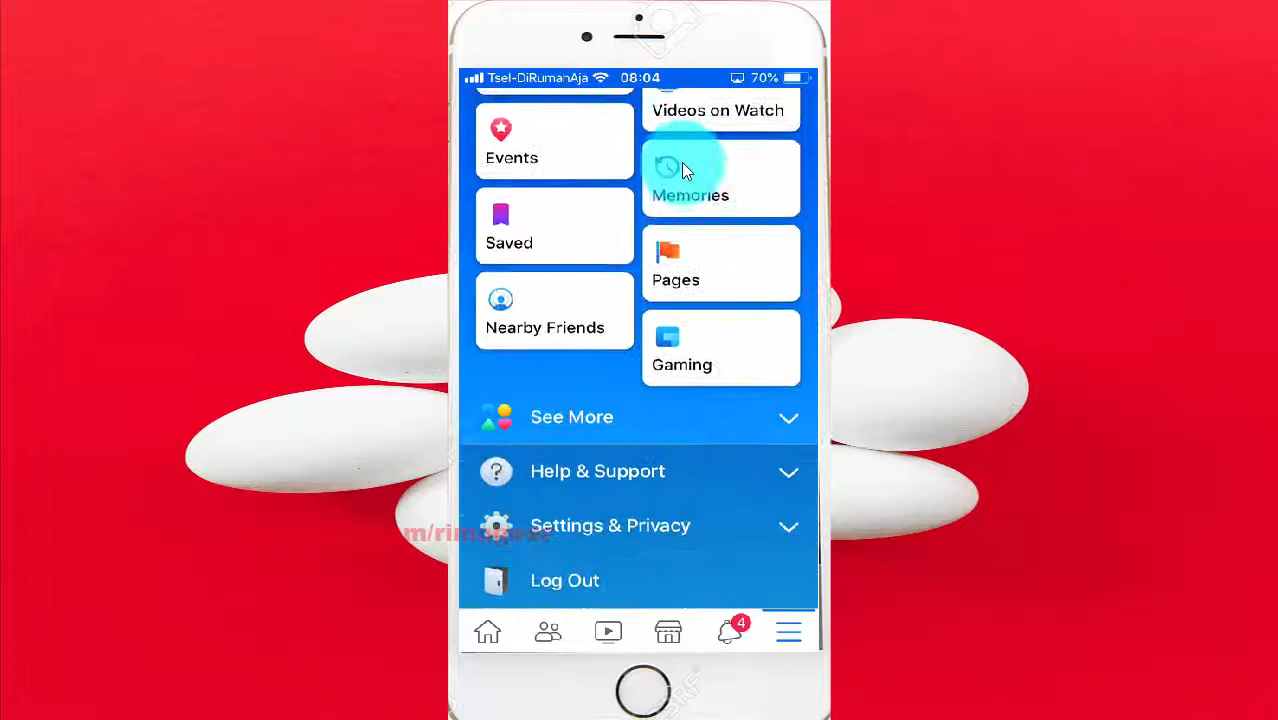 Tsel-DiRumahAja 08:04 70%
Videos on Watch
Events
Memories
Saved
Pages
Nearby Friends
Gaming
See More
Help & Support
Settings & Privacy
Log Out
4